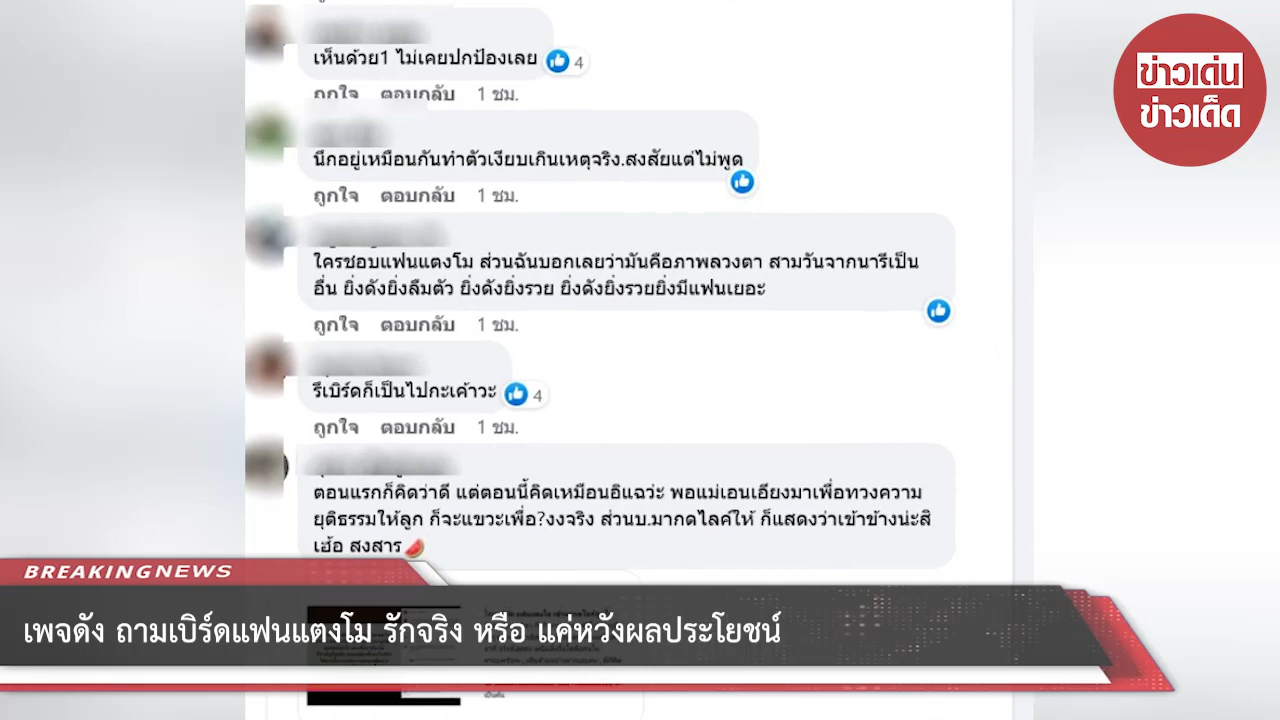 ข่าวเด่น
ข่าวเด็ด
เห็นด้วย1 ไม่เคยปกป้องเลย 4
ถูกใจ ตอบกลับ 1 ชม.
นึกอยู่เหมือนกันทำตัวเงียบเกินเหตุจริง.สงสัยแต่ไม่พูด
ถูกใจ ตอบกลับ 1 ชม.
ใครชอบแฟนแตงโม ส่วนฉันบอกเลยว่ามันคือภาพลวงตา สามวันจากนารีเป็น
อื่น ยิ่งดังยิ่งลืมตัว ยิ่งดังยิ่งรวย ยิ่งดังยิ่งรวยยิ่งมีแฟนเยอะ
ถูกใจ ตอบกลับ 1 ชม.
รึเบิร์ดก็เป็นไปกะเค้าวะ 4
ถูกใจ ตอบกลับ 1 ชม.
ตอนแรกก็คิดว่าดี แต่ตอนนี้คิดเหมือนอิแฉว่ะ พอแม่เอนเอียงมาเพื่อทวงความ
ยุติธรรมให้ลูก ก็จะแขวะเพื่อ?งงจริง ส่วนบ.มากดไลค์ให้ ก็แสดงว่าเข้าข้างน่ะสิ
เฮ้อ สงสาร🍉
BREAKINGNEWS
เพจดัง ถามเบิร์ดแฟนแตงโม รักจริง หรือ แค่หวังผลประโยชน์